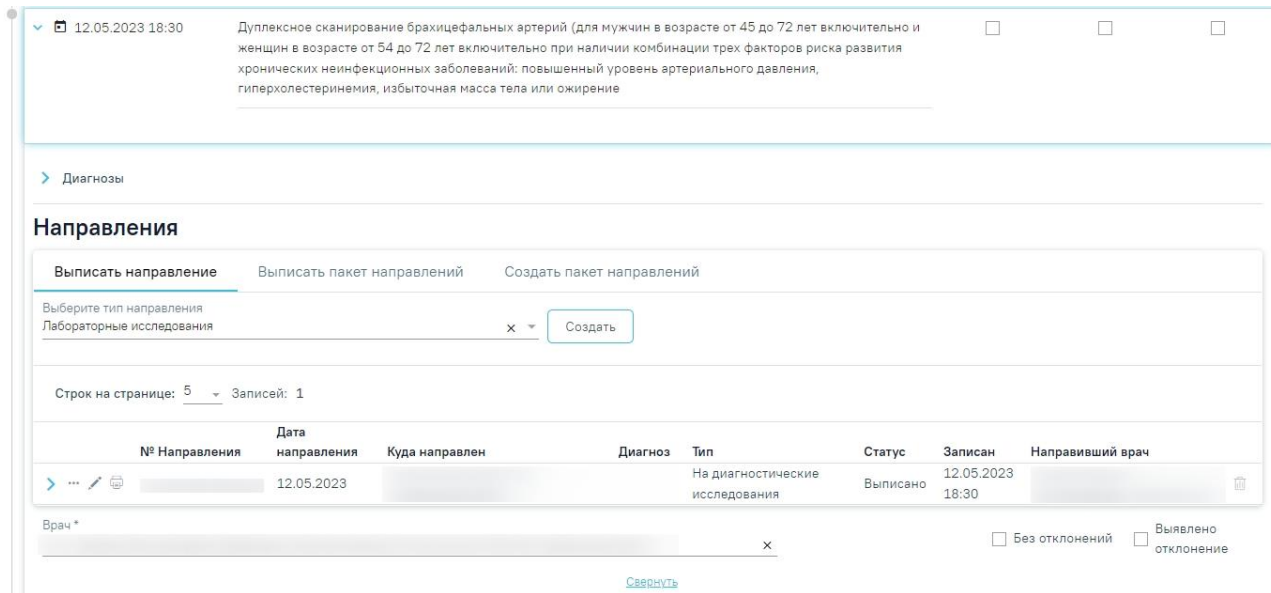 12.05.2023 18:30
Дуплексное сканирование брахицефальных артерий (для мужчин в возрасте от 45 до 72 лет включительно и
женщин в возрасте от 54 до 72 лет включительно при наличии комбинации трех факторов риска развития
хронических неинфекционных заболеваний: повышенный уровень артериального давления,
гиперхолестеринемия, избыточная масса тела или ожирение
Диагнозы
Направления
Выписать направление Выписать пакет направлений Создать пакет направлений
Выберите тип направления
Лабораторные исследования
Создать
Строк на странице: 5 Записей: 1
№ Направления Дата направления Куда направлен Диагноз Тип Статус Записан Направивший врач
12.05.2023 На диагностические исследования Выписано 12.05.2023 18:30
Врач *
Без отклонений Выявлено отклонение
Свернуть